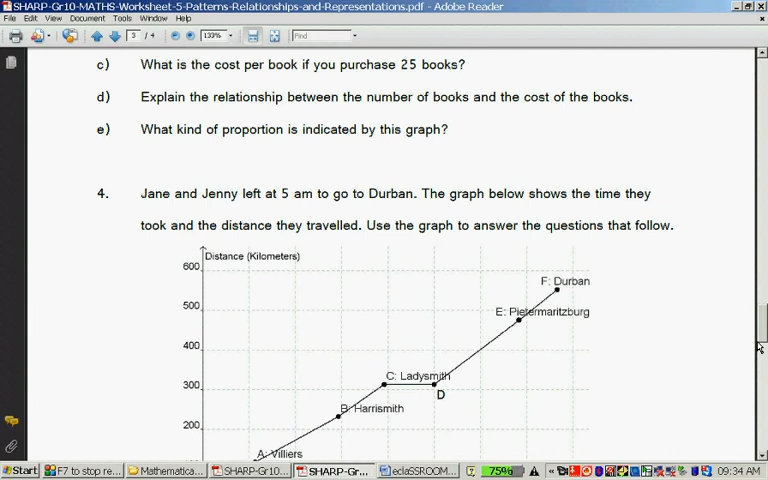 SHARP-Gr10-MATHS-Worksheet-5-Patterns-Relationships-and-Representations.pdf - Adobe Reader
File Edit View Document Tools Window Help
3 / 4 133% Find
c) What is the cost per book if you purchase 25 books?
d) Explain the relationship between the number of books and the cost of the books.
e) What kind of proportion is indicated by this graph?
4. Jane and Jenny left at 5 am to go to Durban. The graph below shows the time they
took and the distance they travelled. Use the graph to answer the questions that follow.
Distance (Kilometers)
600
F: Durban
500
E: Pietermaritzburg
400
C: Ladysmith
300
D
B: Harrismith
200
A: Villiers
Start F7 to stop re... Mathematica... SHARP-Gr10... SHARP-Gr... eclaSSROOM... 75% « 09:34 AM